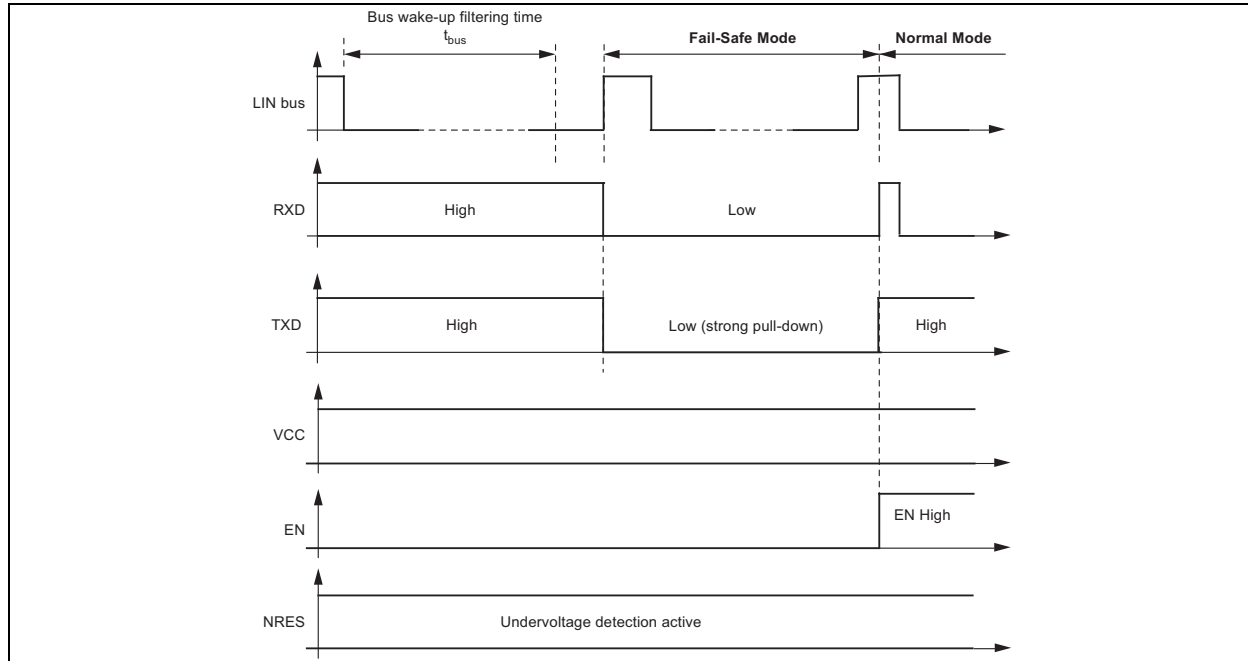 Bus wake-up filtering time
tbus
Fail-Safe Mode
Normal Mode
LIN bus
RXD
High
Low
TXD
High
Low (strong pull-down)
High
VCC
EN
EN High
NRES
Undervoltage detection active